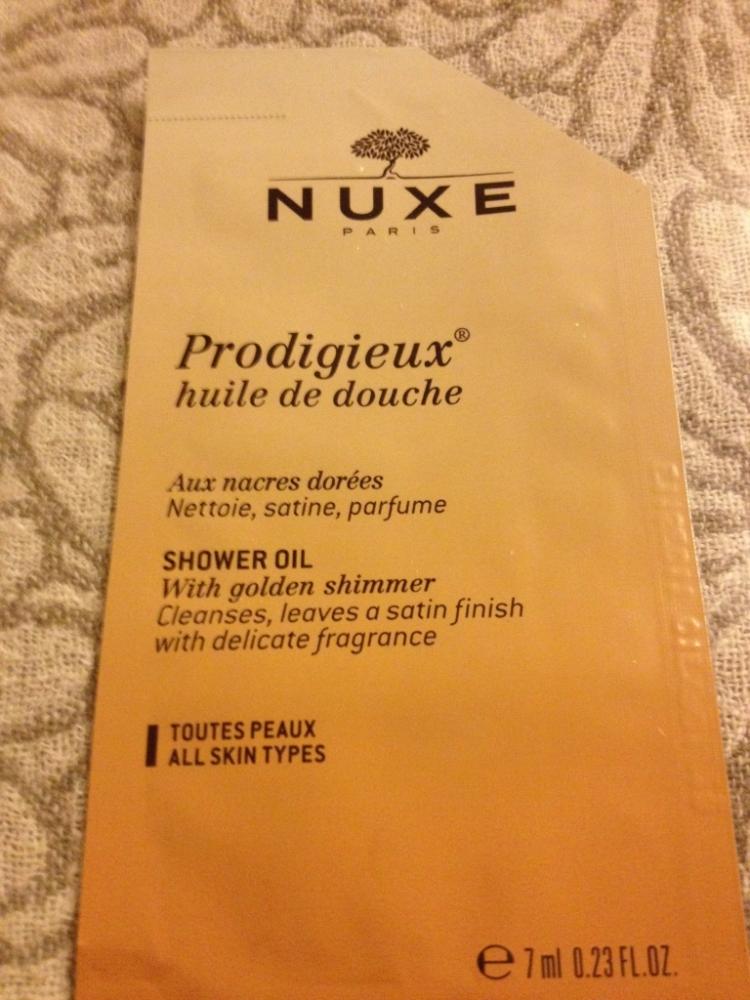 NUXE
PARIS
Prodigieux®
huile de douche
Aux nacres dorées
Nettoie, satine, parfume
SHOWER OIL
With golden shimmer
Cleanses, leaves a satin finish
with delicate fragrance
TOUTES PEAUX
ALL SKIN TYPES
℮ 7 ml 0.23 FL.OZ.